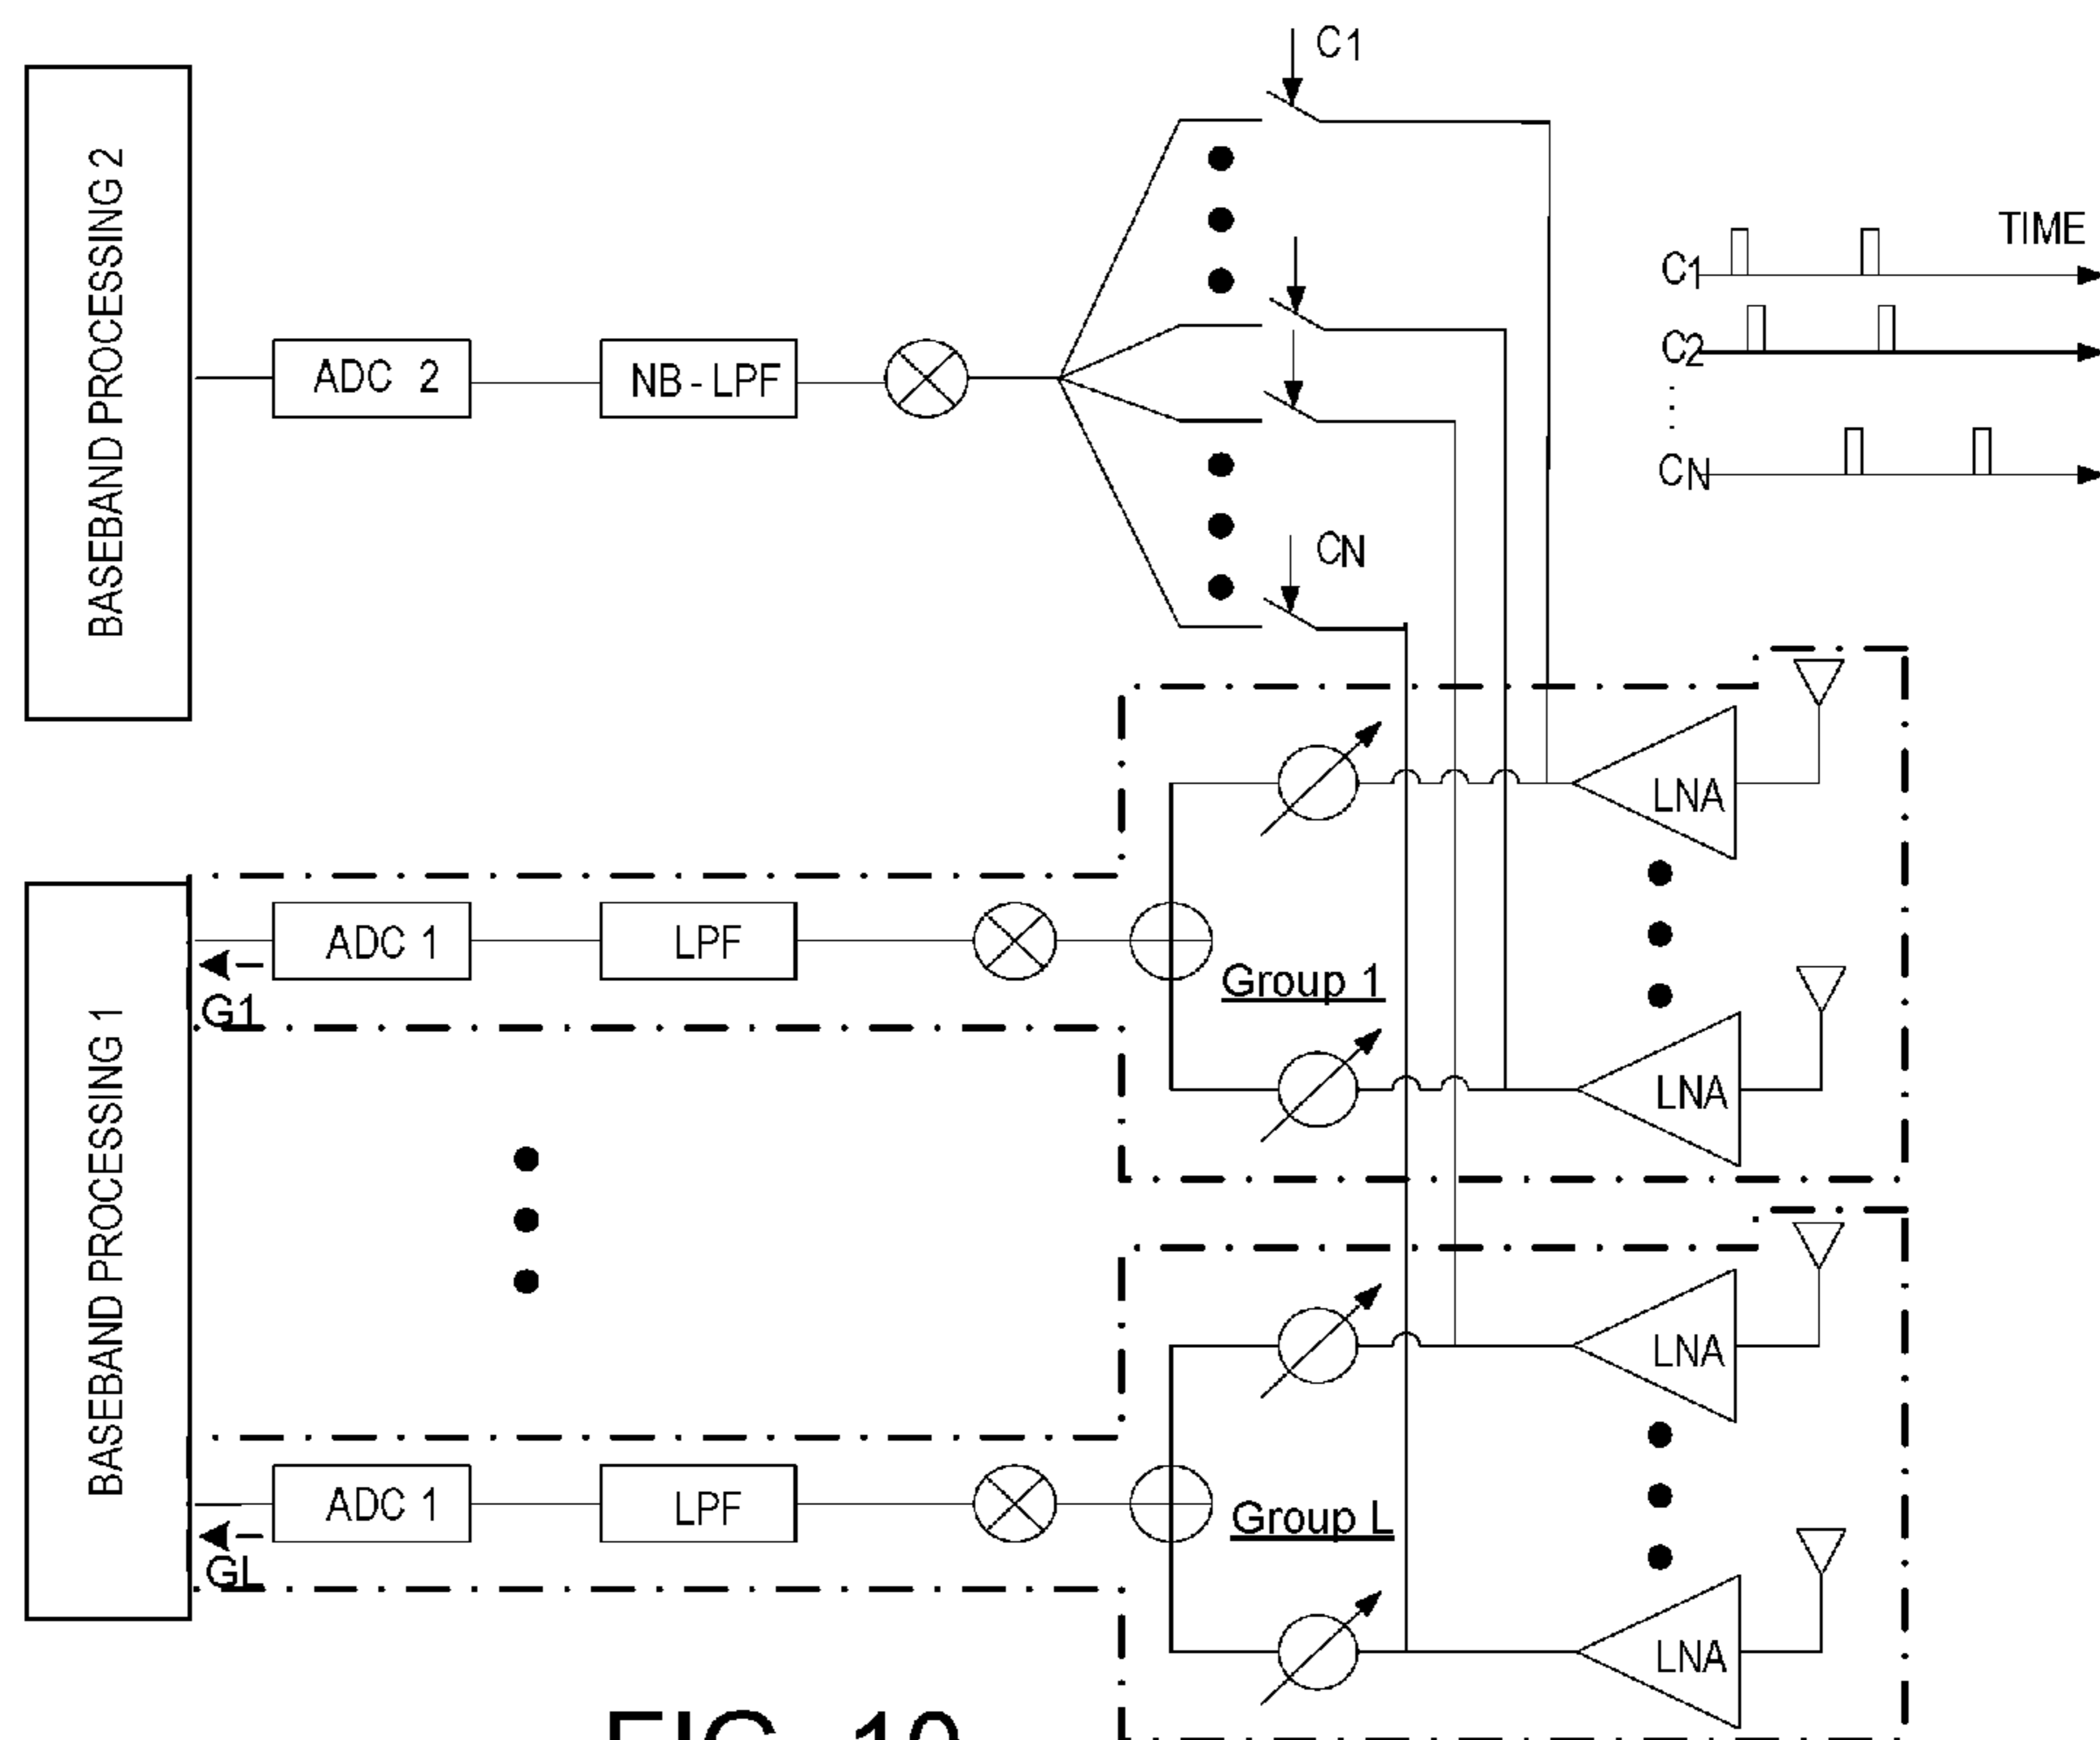 C1
BASEBAND PROCESSING 2
ADC 2
NB-LPF
TIME
C1
C2
CN
CN
LNA
BASEBAND PROCESSING 1
ADC 1
LPF
Group 1
G1
LNA
LNA
ADC 1
LPF
Group L
GL
LNA